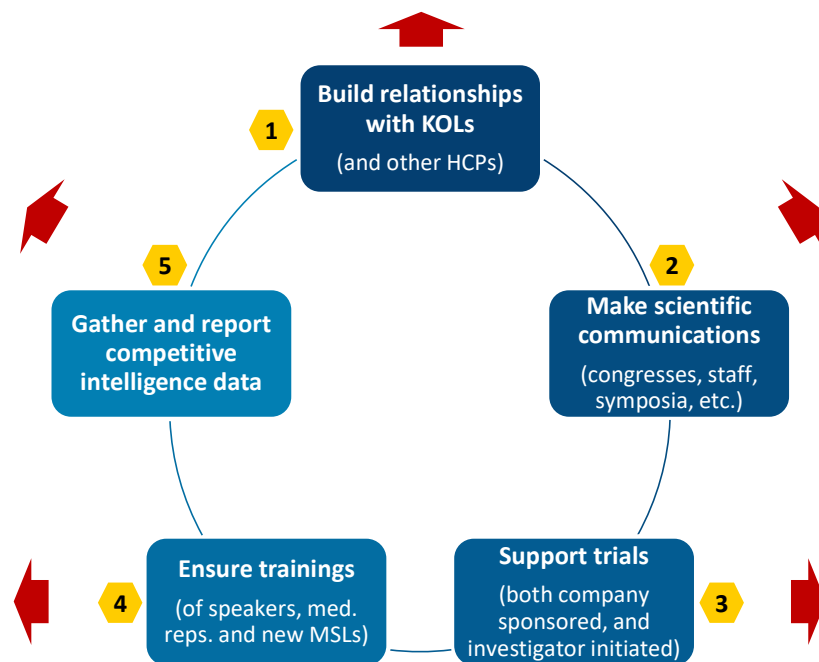 1
Build relationships
with KOLs
(and other HCPs)
2
Make scientific
communications
(congresses, staff,
symposia, etc.)
3
Support trials
(both company
sponsored, and
investigator initiated)
4
Ensure trainings
(of speakers, med.
reps. and new MSLs)
5
Gather and report
competitive
intelligence data